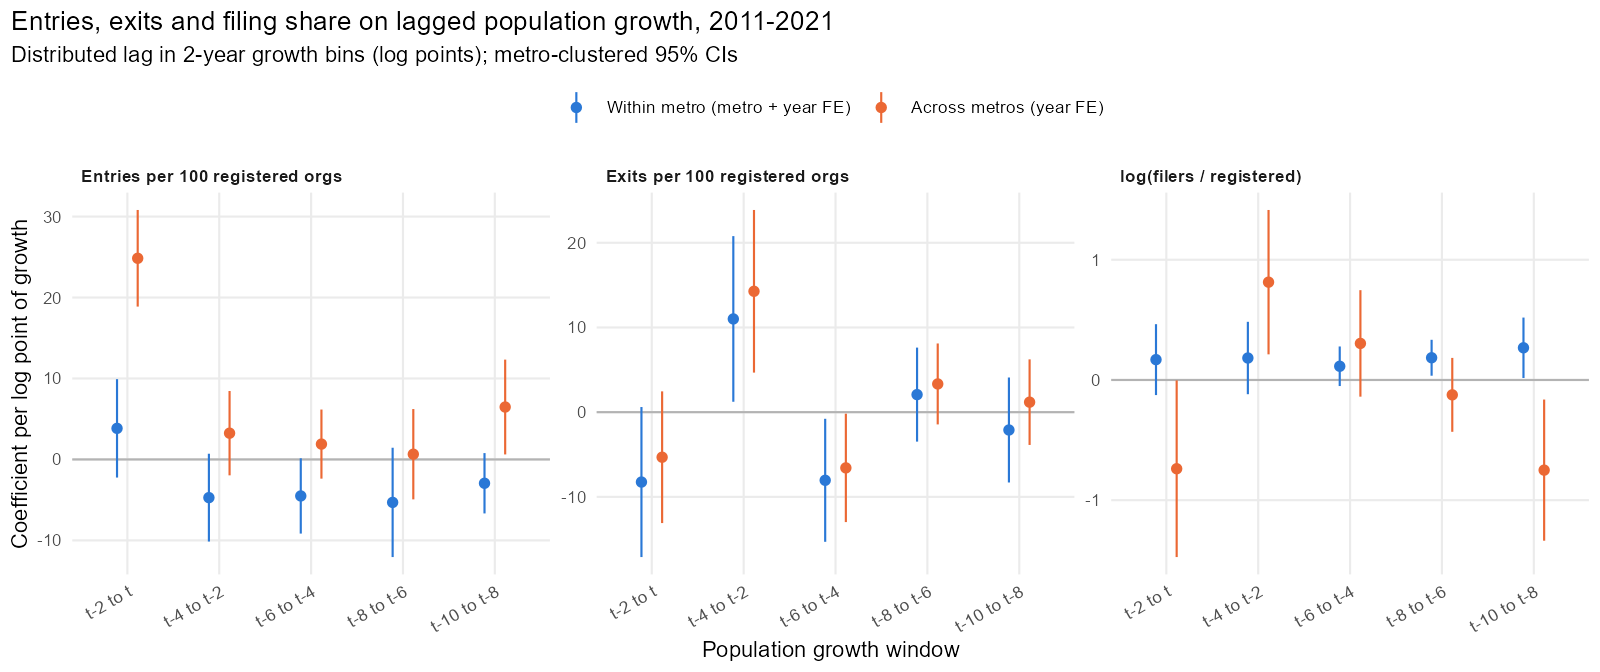 Entries, exits and filing share on lagged population growth, 2011-2021
Distributed lag in 2-year growth bins (log points); metro-clustered 95% CIs
Within metro (metro + year FE)
Across metros (year FE)
Entries per 100 registered orgs
Exits per 100 registered orgs
log(filers / registered)
Coefficient per log point of growth
30
20
10
0
-10
20
10
0
-10
1
0
-1
t-2 to t
t-4 to t-2
t-6 to t-4
t-8 to t-6
t-10 to t-8
t-2 to t
t-4 to t-2
t-6 to t-4
t-8 to t-6
t-10 to t-8
t-2 to t
t-4 to t-2
t-6 to t-4
t-8 to t-6
t-10 to t-8
Population growth window